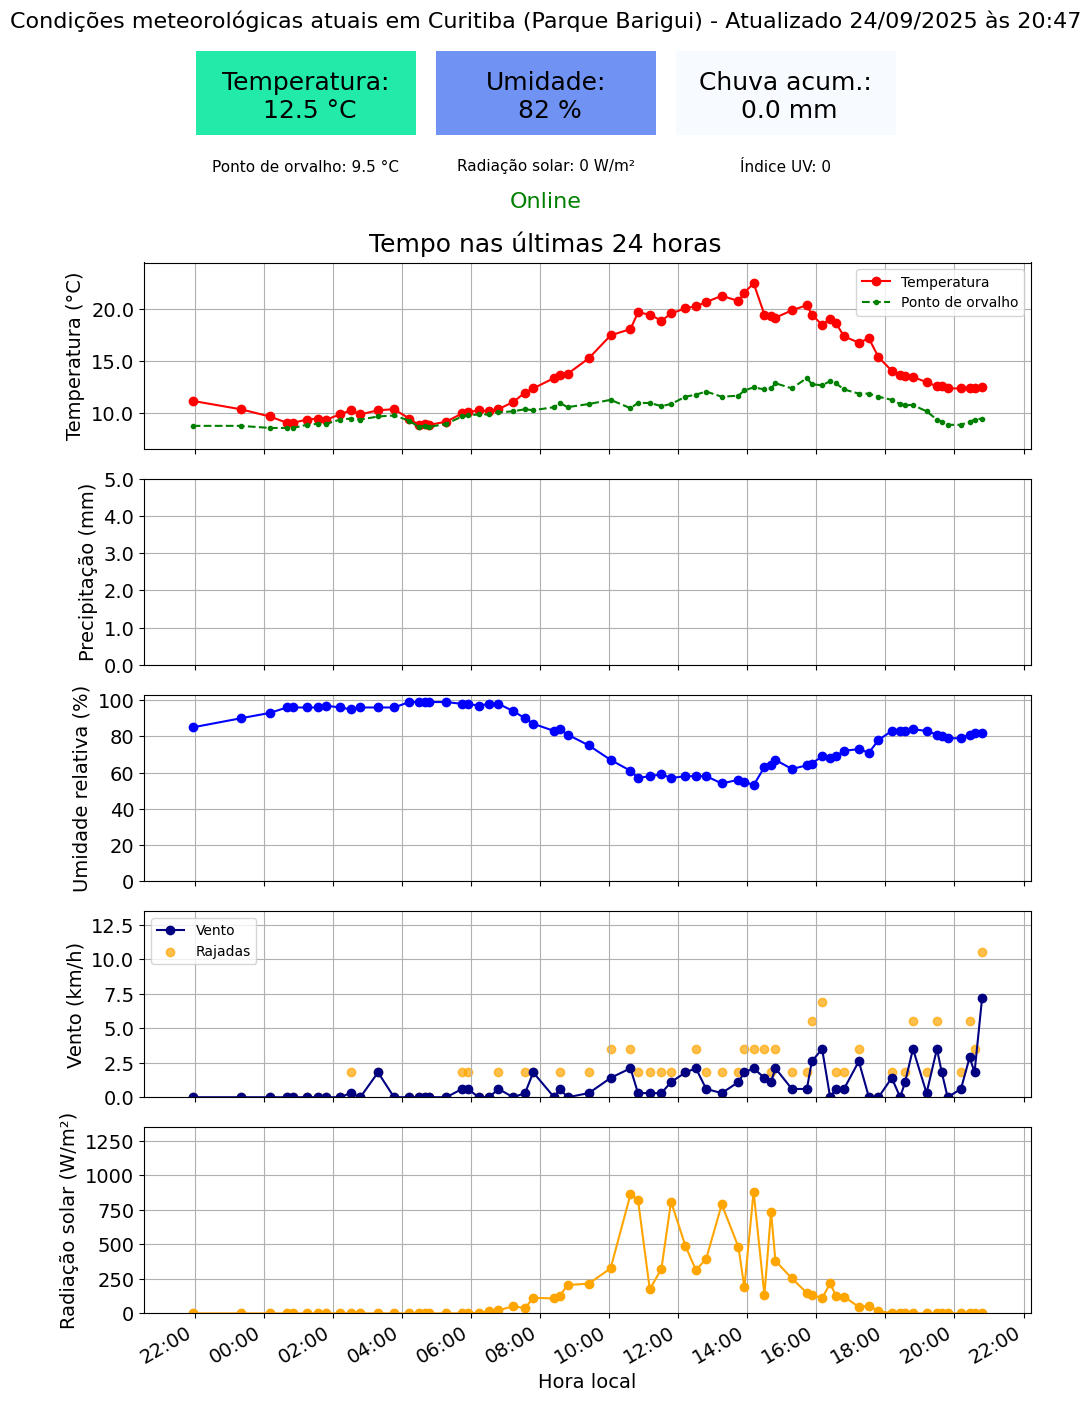 Condições meteorológicas atuais em Curitiba (Parque Barigui) - Atualizado 24/09/2025 às 20:47
Temperatura:
12.5 °C
Umidade:
82 %
Chuva acum.:
0.0 mm
Ponto de orvalho: 9.5 °C
Radiação solar: 0 W/m²
Índice UV: 0
Online
Tempo nas últimas 24 horas
Temperatura (°C)
20.0
15.0
10.0
Temperatura
Ponto de orvalho
Precipitação (mm)
5.0
4.0
3.0
2.0
1.0
0.0
Umidade relativa (%)
100
80
60
40
20
0
Vento (km/h)
12.5
10.0
7.5
5.0
2.5
0.0
Vento
Rajadas
Radiação solar (W/m²)
1250
1000
750
500
250
0
22:00 00:00 02:00 04:00 06:00 08:00 10:00 12:00 14:00 16:00 18:00 20:00 22:00
Hora local